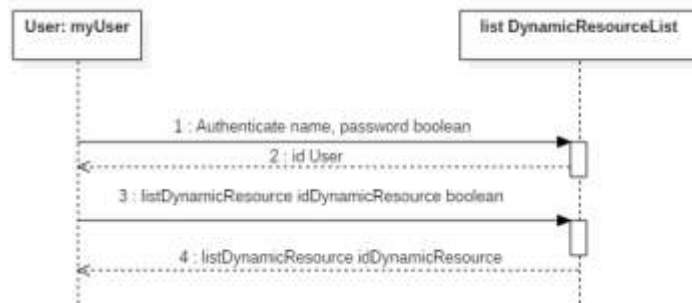 User: myUser
list DynamicResourceList
1 : Authenticate name, password boolean
2 : id User
3 : listDynamicResource idDynamicResource boolean
4 : listDynamicResource idDynamicResource